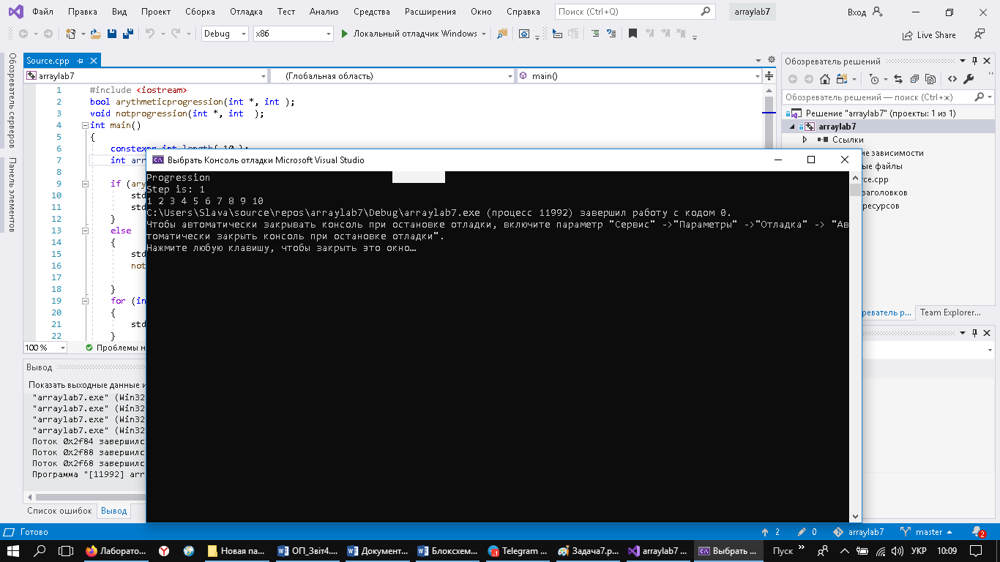 Файл Правка Вид Проект Сборка Отладка Тест Анализ Средства Расширения Окно Справка Поиск (Ctrl+Q) arraylab7 Вход
Debug x86 Локальный отладчик Windows Live Share
Обозреватель серверов
Панель элементов
Source.cpp
arraylab7 (Глобальная область) main()
1 #include <iostream>
2 bool arythmeticprogression(int *, int );
3 void notprogression(int *, int  );
4 int main()
5 {
6 constexpr int length{ 10 };
7 int arr
8
9 if (ary
10 std
11 std
12 }
13 else
14 {
15 std
16 not
17
18 }
19 for (in
20 {
21 std
22 }
100 % Проблемы н
Выбрать Консоль отладки Microsoft Visual Studio
Progression
Step is: 1
1 2 3 4 5 6 7 8 9 10
C:\Users\Slava\source\repos\arraylab7\Debug\arraylab7.exe (процесс 11992) завершил работу с кодом 0.
Чтобы автоматически закрывать консоль при остановке отладки, включите параметр "Сервис" ->"Параметры" ->"Отладка" -> "Ав
томатически закрыть консоль при остановке отладки".
Нажмите любую клавишу, чтобы закрыть это окно…
Обозреватель решений
Обозреватель решений — поиск (Ctrl+ж)
Решение "arraylab7" (проекты: 1 из 1)
arraylab7
Ссылки
ие зависимости
ые файлы
rce.cpp
заголовков
ресурсов
реватель р... Team Explorer...
Вывод
Показать выходные данные и
"arraylab7.exe" (Win32
"arraylab7.exe" (Win32
"arraylab7.exe" (Win32
"arraylab7.exe" (Win32
Поток 0x2f84 завершилс
Поток 0x2f88 завершилс
Поток 0x2f68 завершилс
Программа "[11992] arr
Список ошибок Вывод
Готово 2 0 arraylab7 master 2
Лаборато... Новая па... ОП_Звіт4.... Документ... Блоксхем... Telegram ... Задача7.p... arraylab7 ... Выбрать ... Пуск УКР 10:09